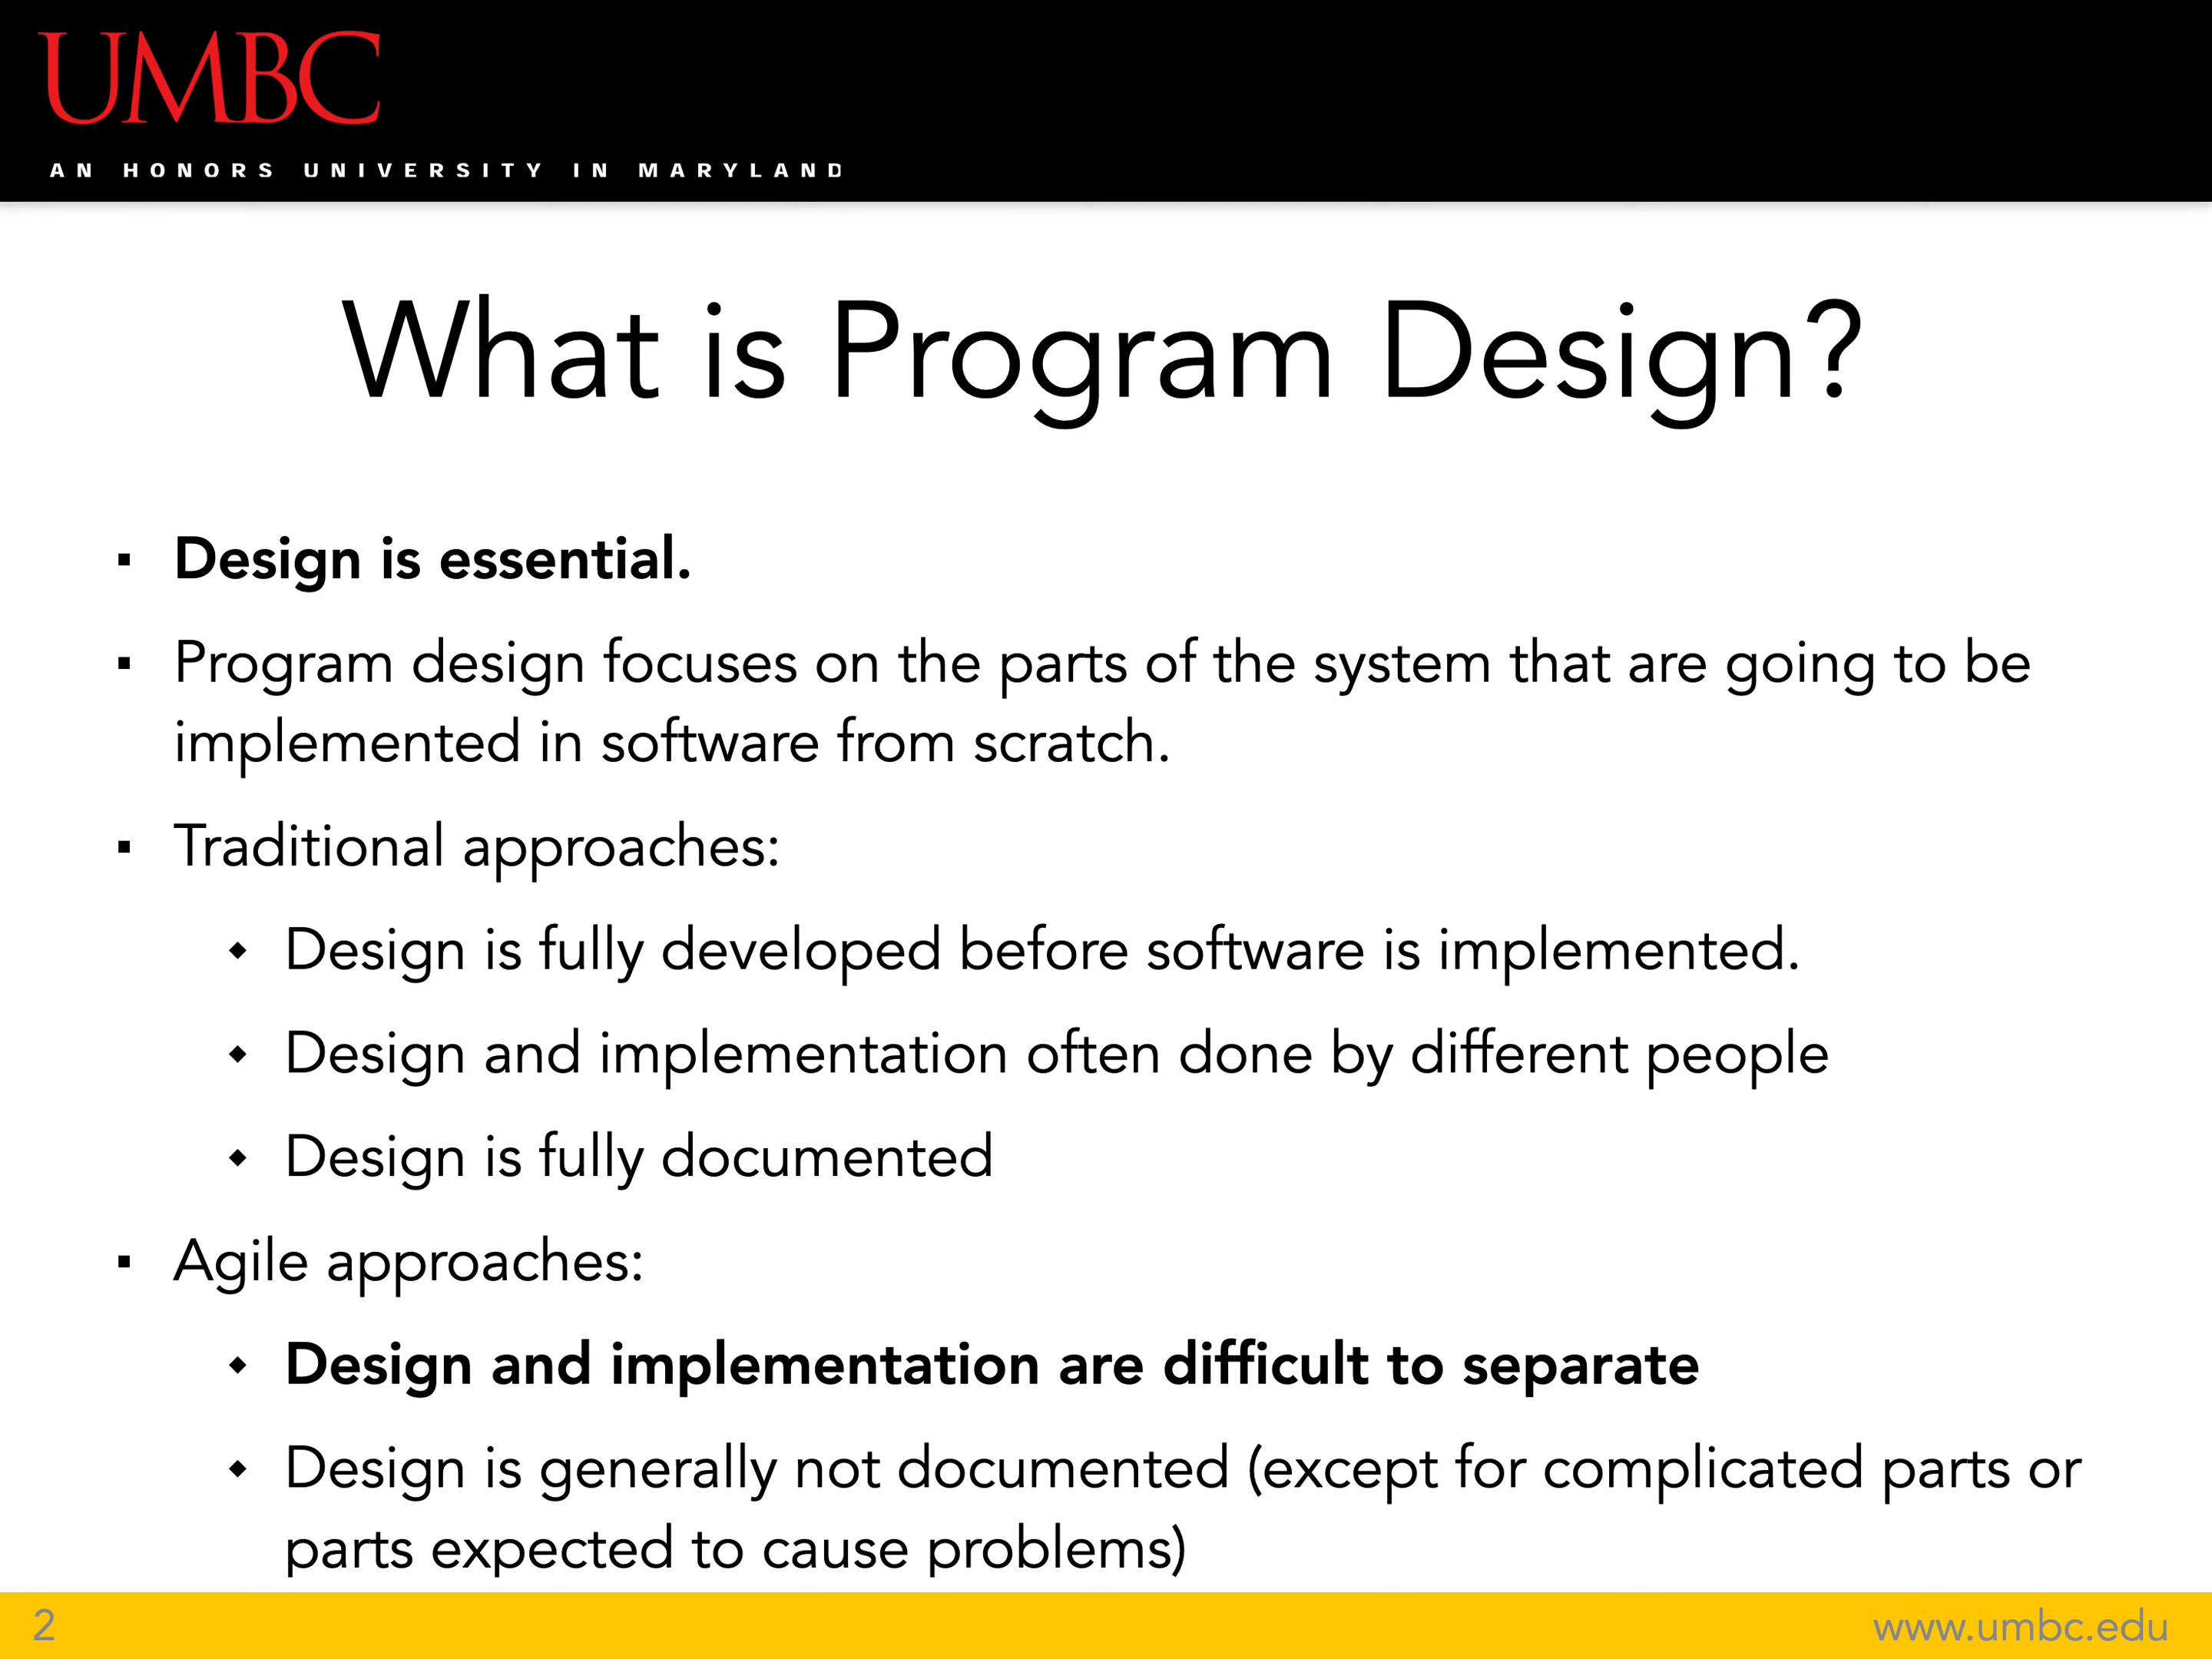 UMBC
AN HONORS UNIVERSITY IN MARYLAND
What is Program Design?
▪ Design is essential.
▪ Program design focuses on the parts of the system that are going to be
implemented in software from scratch.
▪ Traditional approaches:
◆ Design is fully developed before software is implemented.
◆ Design and implementation often done by different people
◆ Design is fully documented
▪ Agile approaches:
◆ Design and implementation are difficult to separate
◆ Design is generally not documented (except for complicated parts or
parts expected to cause problems)
2
www.umbc.edu